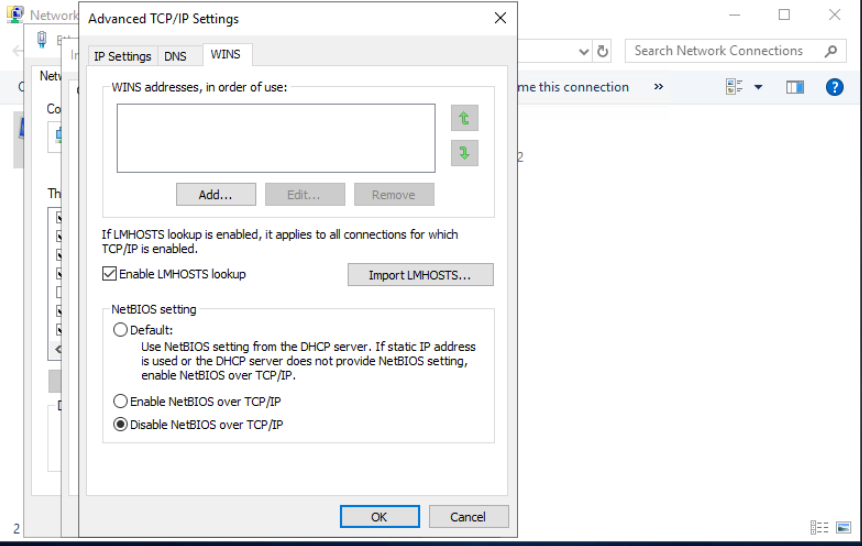 Network
Advanced TCP/IP Settings
Search Network Connections
IP Settings
DNS
WINS
WINS addresses, in order of use:
me this connection
»
2
Add...
Edit...
Remove
If LMHOSTS lookup is enabled, it applies to all connections for which
TCP/IP is enabled.
Enable LMHOSTS lookup
Import LMHOSTS...
NetBIOS setting
Default:
Use NetBIOS setting from the DHCP server. If static IP address
is used or the DHCP server does not provide NetBIOS setting,
enable NetBIOS over TCP/IP.
Enable NetBIOS over TCP/IP
Disable NetBIOS over TCP/IP
OK
Cancel
2